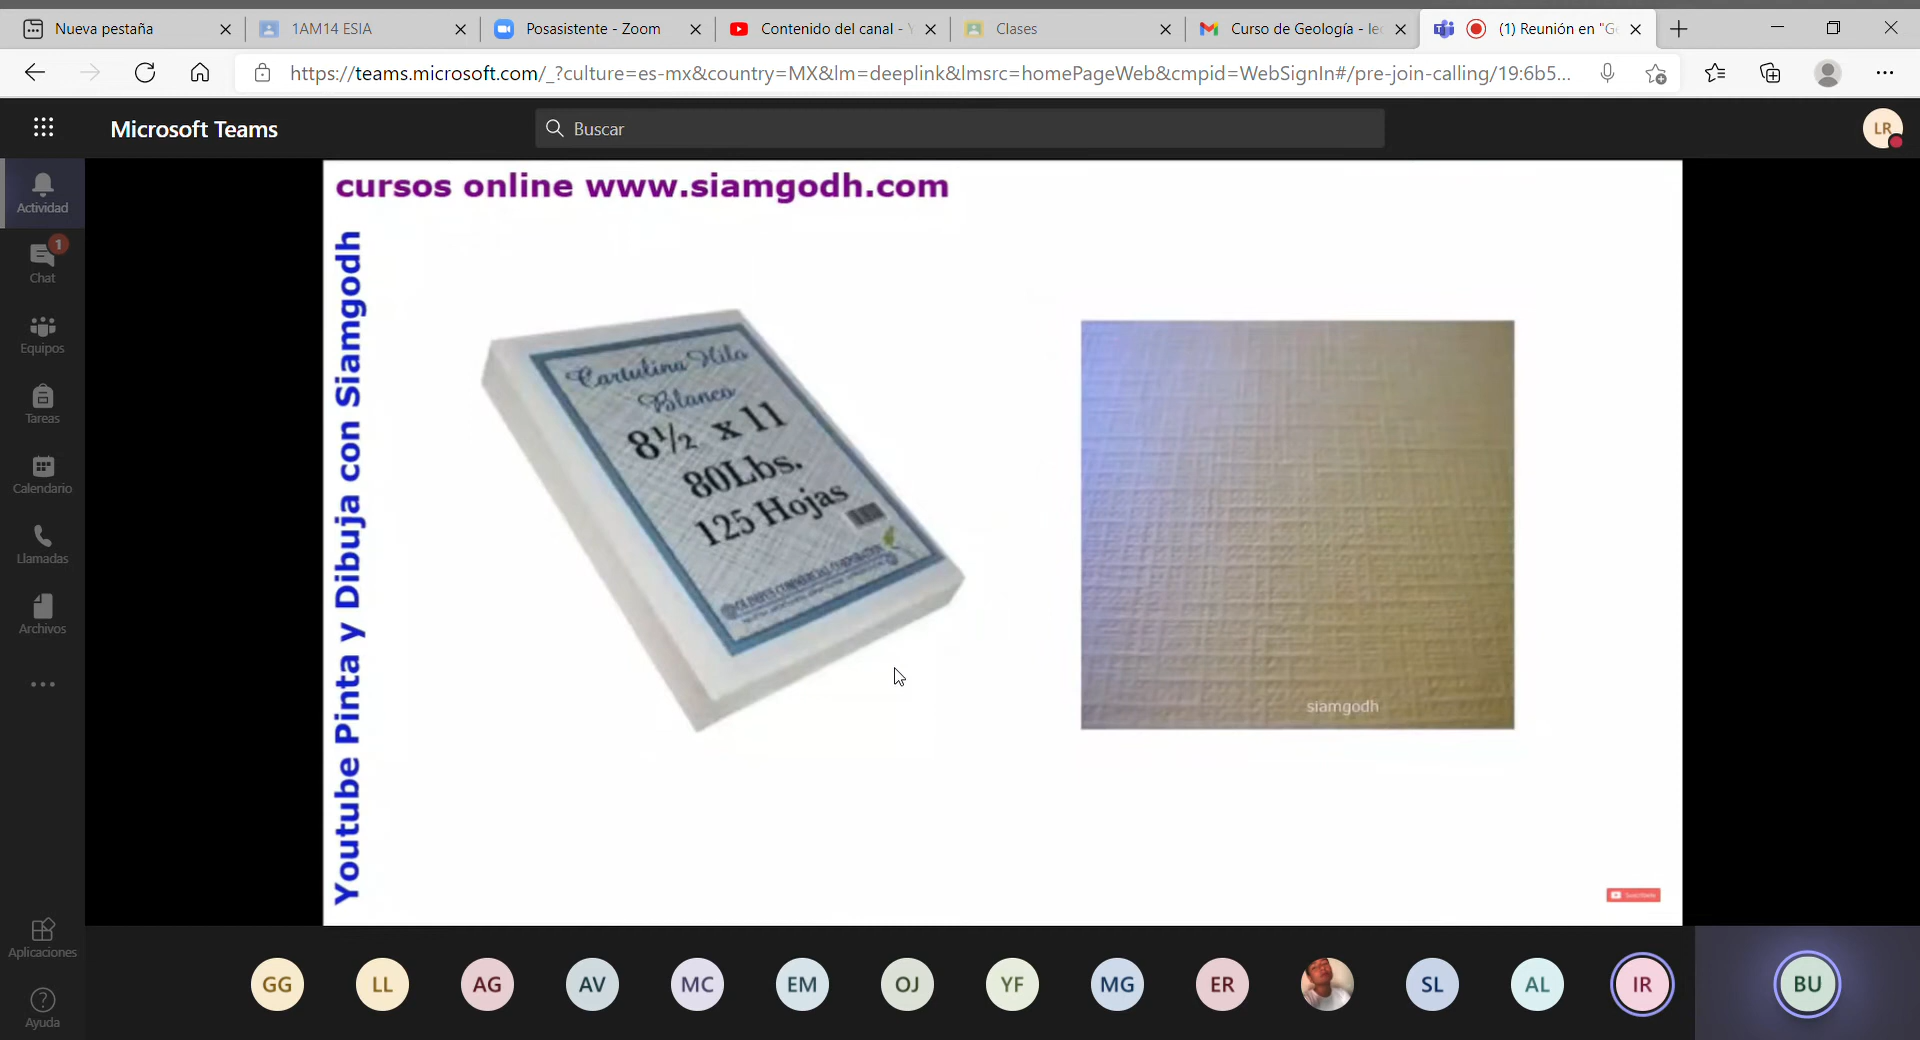 Nueva pestaña
1AM14 ESIA
Posasistente - Zoom
Contenido del canal - Y
Clases
Curso de Geología - le
(1) Reunión en "G
https://teams.microsoft.com/_?culture=es-mx&country=MX&lm=deeplink&lmsrc=homePageWeb&cmpid=WebSignIn#/pre-join-calling/19:6b5...
Microsoft Teams
Buscar
LR
Actividad
1
Chat
Equipos
Tareas
Calendario
Llamadas
Archivos
Aplicaciones
Ayuda
cursos online www.siamgodh.com
Youtube Pinta y Dibuja con Siamgodh
Cartulina Hilo
Blanco
8½ x 11
80Lbs.
125 Hojas
siamgodh
GG
LL
AG
AV
MC
EM
OJ
YF
MG
ER
SL
AL
IR
BU